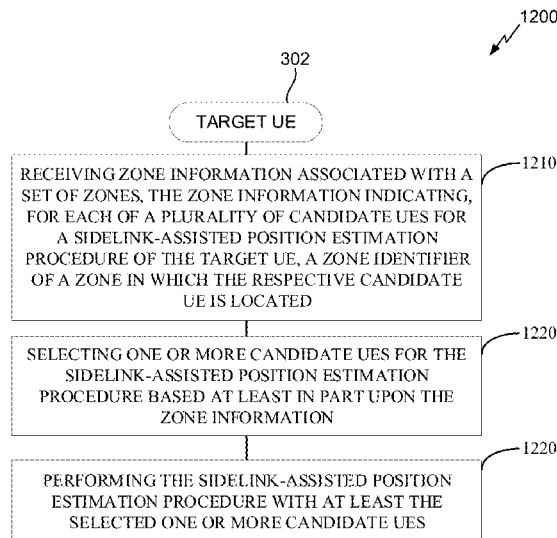 1200
302
TARGET UE
1210
RECEIVING ZONE INFORMATION ASSOCIATED WITH A
SET OF ZONES, THE ZONE INFORMATION INDICATING,
FOR EACH OF A PLURALITY OF CANDIDATE UES FOR
A SIDELINK-ASSISTED POSITION ESTIMATION
PROCEDURE OF THE TARGET UE, A ZONE IDENTIFIER
OF A ZONE IN WHICH THE RESPECTIVE CANDIDATE
UE IS LOCATED
1220
SELECTING ONE OR MORE CANDIDATE UES FOR THE
SIDELINK-ASSISTED POSITION ESTIMATION
PROCEDURE BASED AT LEAST IN PART UPON THE
ZONE INFORMATION
1220
PERFORMING THE SIDELINK-ASSISTED POSITION
ESTIMATION PROCEDURE WITH AT LEAST THE
SELECTED ONE OR MORE CANDIDATE UES